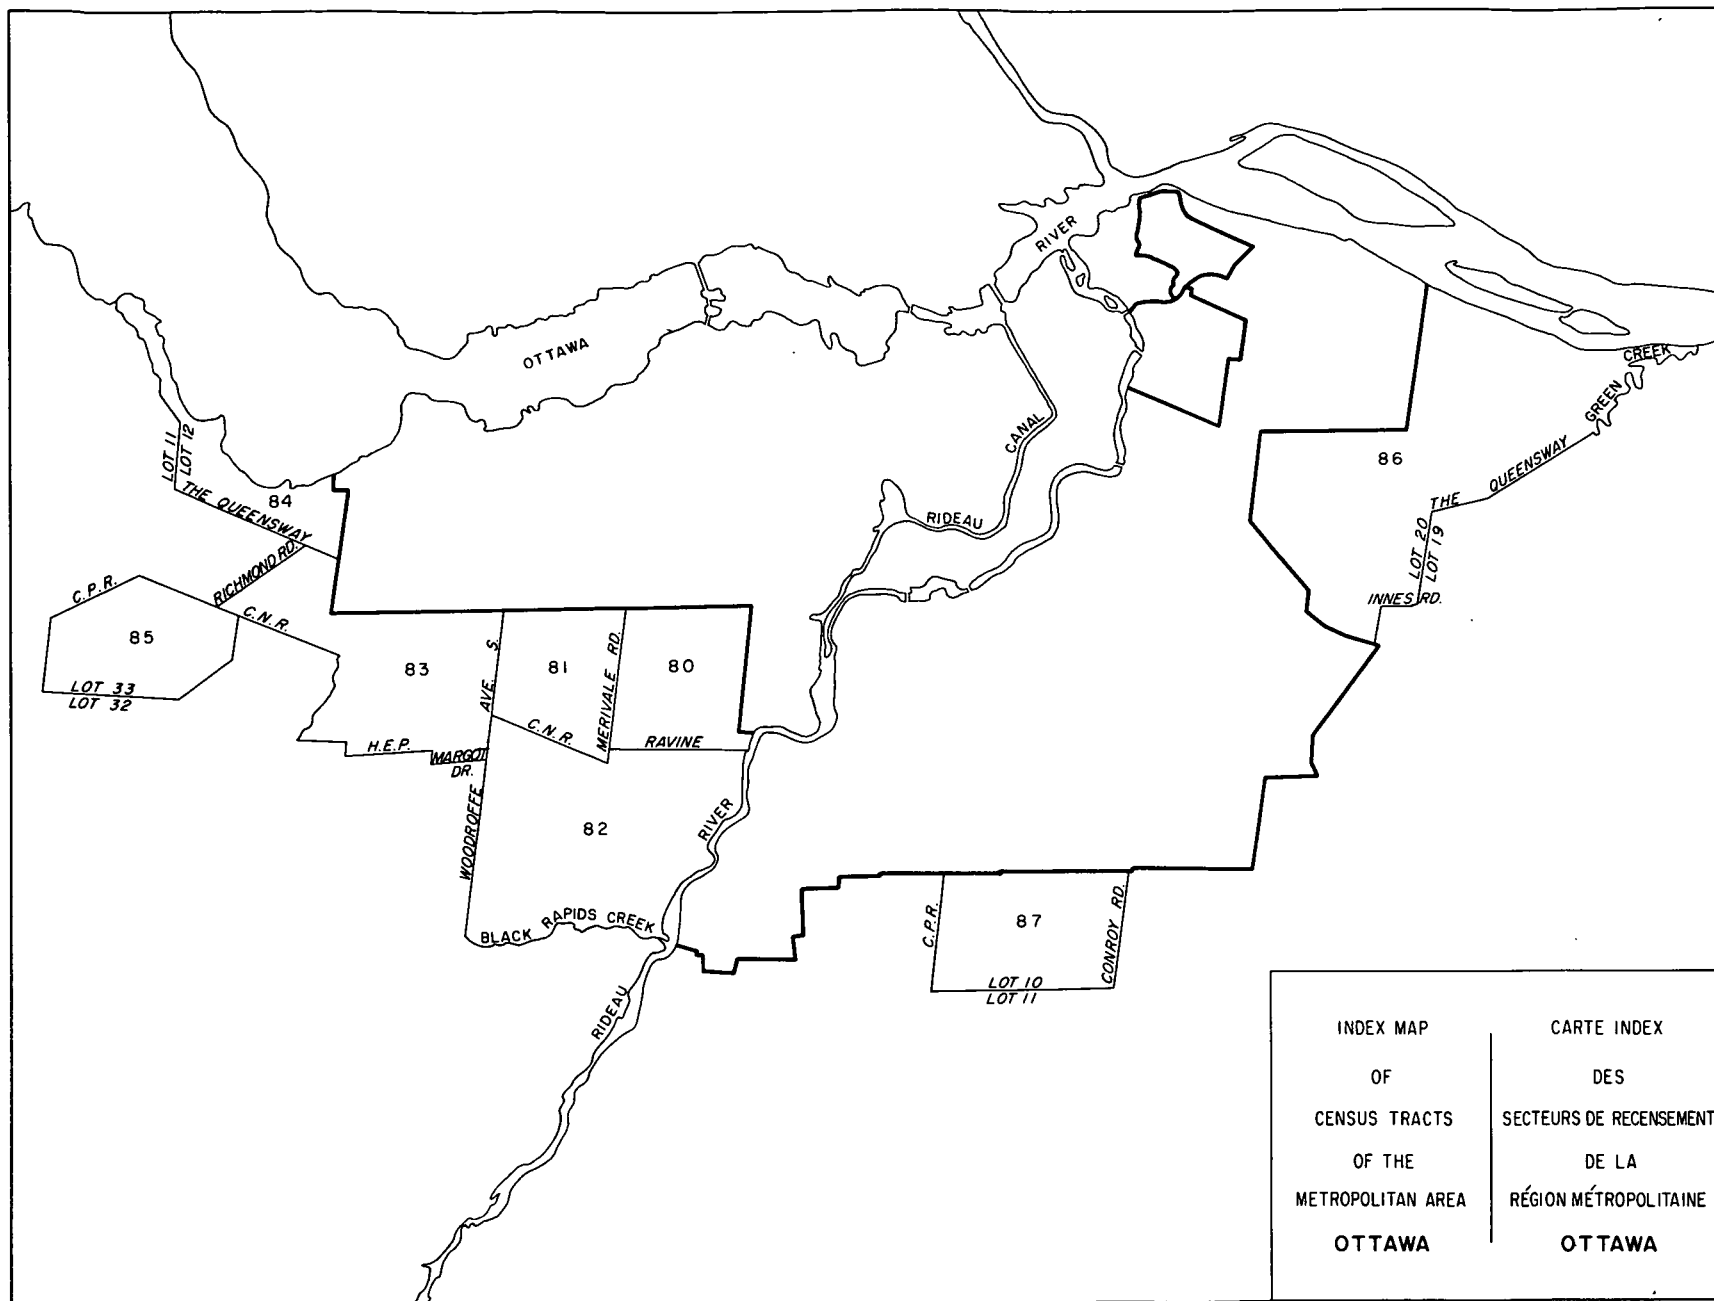 RIVER
OTTAWA
CREEK
GREEN
CANAL
LOT 11
LOT 12
84
THE QUEENSWAY
86
THE QUEENSWAY
RIDEAU
LOT 20
LOT 19
RICHMOND RD.
C.P.R.
INNES RD.
C.N.R.
85
83
AVE. S.
81
MERIVALE RD.
80
LOT 33
LOT 32
C.N.R.
H.E.P.
RAVINE
MARGOT
DR.
WOODROFFE
82
RIVER
BLACK RAPIDS CREEK
C.P.R.
87
CONROY RD.
LOT 10
LOT 11
RIDEAU
INDEX MAP
OF
CENSUS TRACTS
OF THE
METROPOLITAN AREA
OTTAWA
CARTE INDEX
DES
SECTEURS DE RECENSEMENT
DE LA
RÉGION MÉTROPOLITAINE
OTTAWA